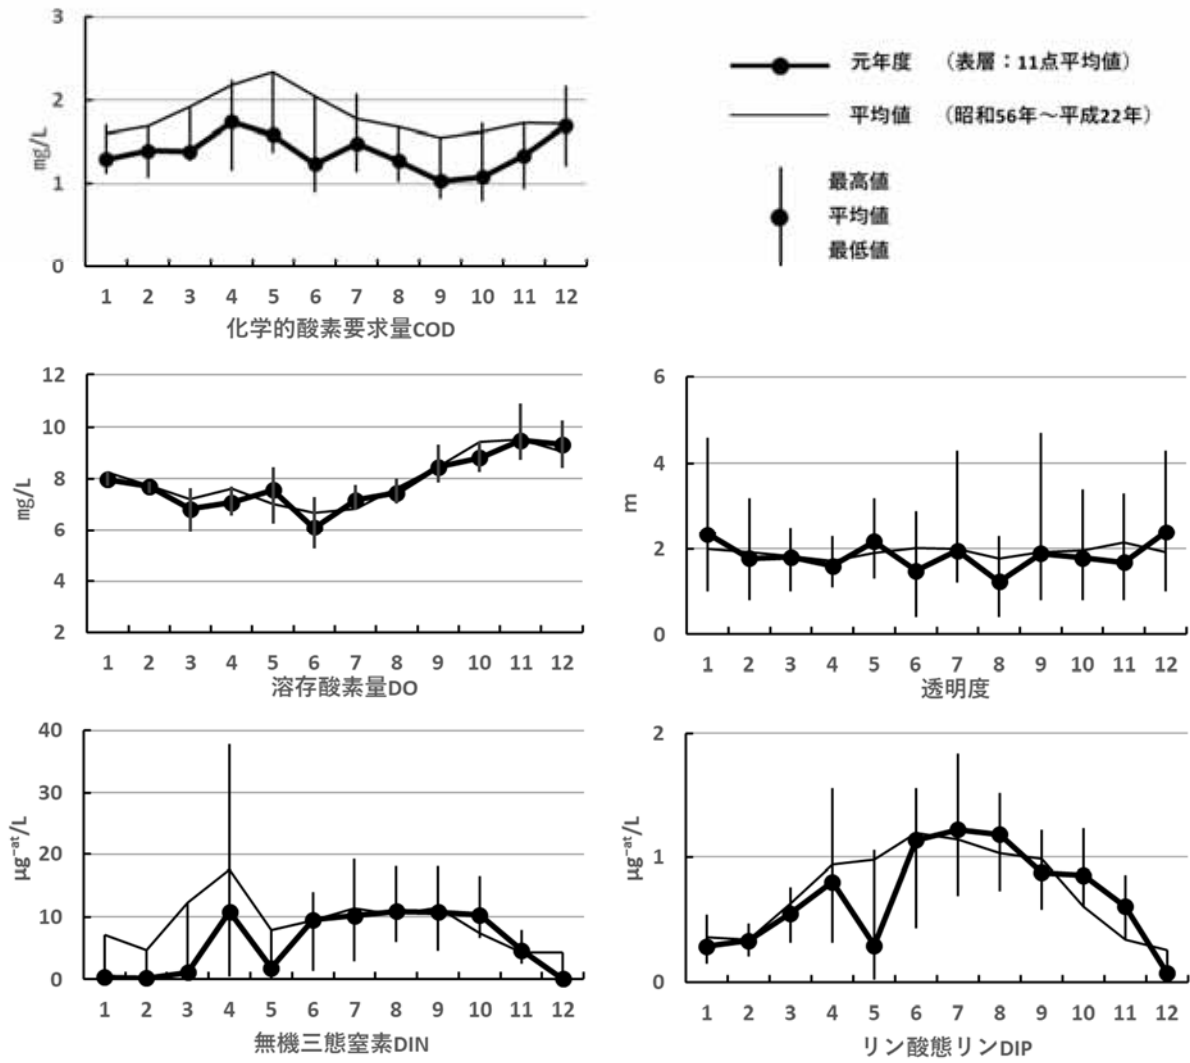 3
2
1
0
mg/L
1 2 3 4 5 6 7 8 9 10 11 12
化学的酸素要求量COD
元年度 （表層：11点平均値）
平均値 （昭和56年～平成22年）
最高値
平均値
最低値
12
10
8
6
4
2
mg/L
1 2 3 4 5 6 7 8 9 10 11 12
溶存酸素量DO
6
4
2
0
m
1 2 3 4 5 6 7 8 9 10 11 12
透明度
40
30
20
10
0
μg⁻ᵃᵗ/L
1 2 3 4 5 6 7 8 9 10 11 12
無機三態窒素DIN
2
1
0
μg⁻ᵃᵗ/L
1 2 3 4 5 6 7 8 9 10 11 12
リン酸態リンDIP